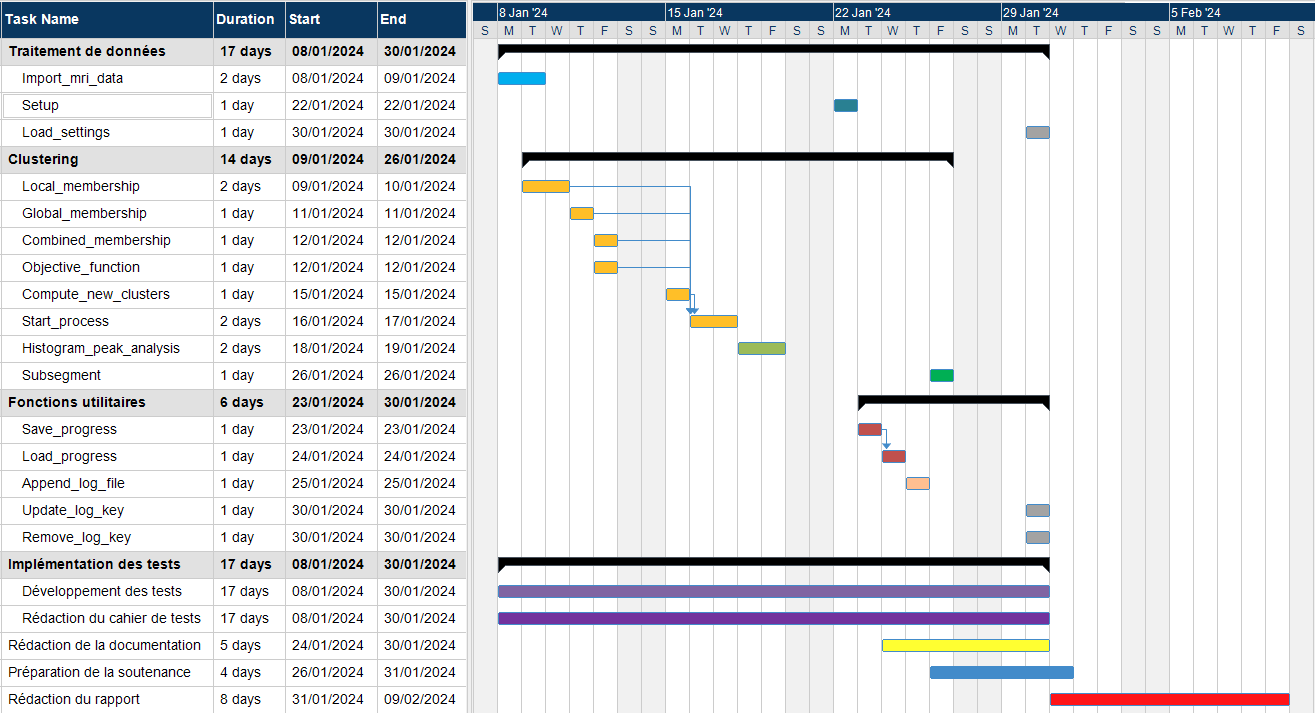 Task Name Duration Start End 8 Jan '24 15 Jan '24 22 Jan '24 29 Jan '24 5 Feb '24
S M T W T F S S M T W T F S S M T W T F S S M T W T F S S M T W T F S
Traitement de données 17 days 08/01/2024 30/01/2024
Import_mri_data 2 days 08/01/2024 09/01/2024
Setup 1 day 22/01/2024 22/01/2024
Load_settings 1 day 30/01/2024 30/01/2024
Clustering 14 days 09/01/2024 26/01/2024
Local_membership 2 days 09/01/2024 10/01/2024
Global_membership 1 day 11/01/2024 11/01/2024
Combined_membership 1 day 12/01/2024 12/01/2024
Objective_function 1 day 12/01/2024 12/01/2024
Compute_new_clusters 1 day 15/01/2024 15/01/2024
Start_process 2 days 16/01/2024 17/01/2024
Histogram_peak_analysis 2 days 18/01/2024 19/01/2024
Subsegment 1 day 26/01/2024 26/01/2024
Fonctions utilitaires 6 days 23/01/2024 30/01/2024
Save_progress 1 day 23/01/2024 23/01/2024
Load_progress 1 day 24/01/2024 24/01/2024
Append_log_file 1 day 25/01/2024 25/01/2024
Update_log_key 1 day 30/01/2024 30/01/2024
Remove_log_key 1 day 30/01/2024 30/01/2024
Implémentation des tests 17 days 08/01/2024 30/01/2024
Développement des tests 17 days 08/01/2024 30/01/2024
Rédaction du cahier de tests 17 days 08/01/2024 30/01/2024
Rédaction de la documentation 5 days 24/01/2024 30/01/2024
Préparation de la soutenance 4 days 26/01/2024 31/01/2024
Rédaction du rapport 8 days 31/01/2024 09/02/2024